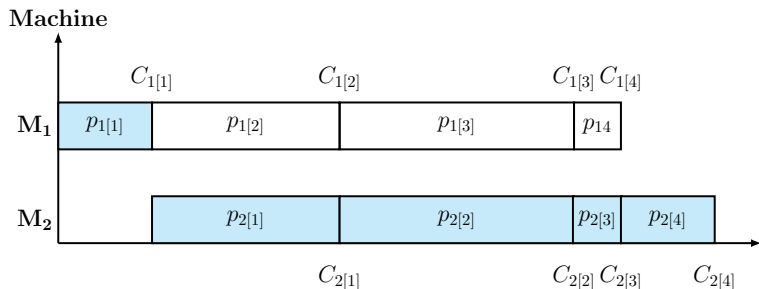 Machine
C1[1] C1[2] C1[3] C1[4]
M1 p1[1] p1[2] p1[3] p14
M2 p2[1] p2[2] p2[3] p2[4]
C2[1] C2[2] C2[3] C2[4]